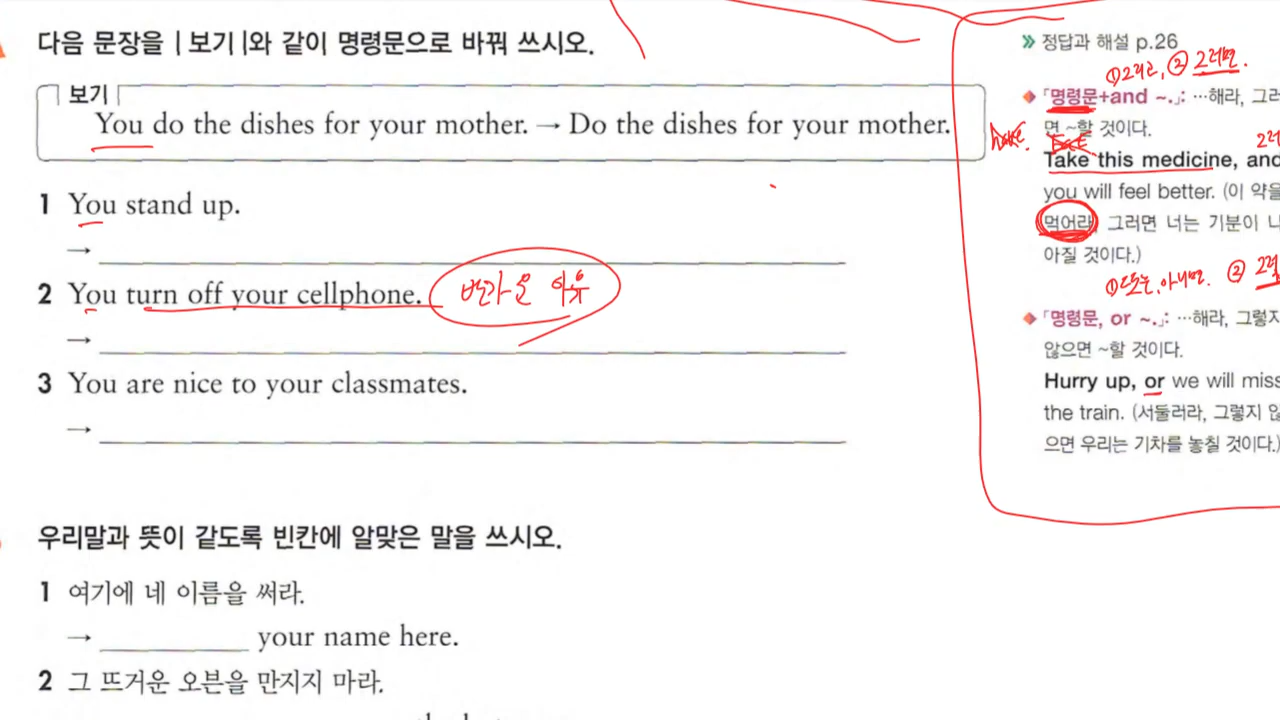 다음 문장을 | 보기 |와 같이 명령문으로 바꿔 쓰시오.
보기
You do the dishes for your mother. → Do the dishes for your mother.
1 You stand up.
→
2 You turn off your cellphone.
→
3 You are nice to your classmates.
→
우리말과 뜻이 같도록 빈칸에 알맞은 말을 쓰시오.
1 여기에 네 이름을 써라.
→ your name here.
2 그 뜨거운 오븐을 만지지 마라.
» 정답과 해설 p.26
①그리고, ② 그러면.
「명령문+and ~.」: …해라, 그러
면 ~할 것이다.
Take this medicine, and
you will feel better. (이 약을
먹어라, 그러면 너는 기분이 나
아질 것이다.)
①또는, 아니면. ②
「명령문, or ~.」: …해라, 그렇지
않으면 ~할 것이다.
Hurry up, or we will miss
the train. (서둘러라, 그렇지 않
으면 우리는 기차를 놓칠 것이다.)